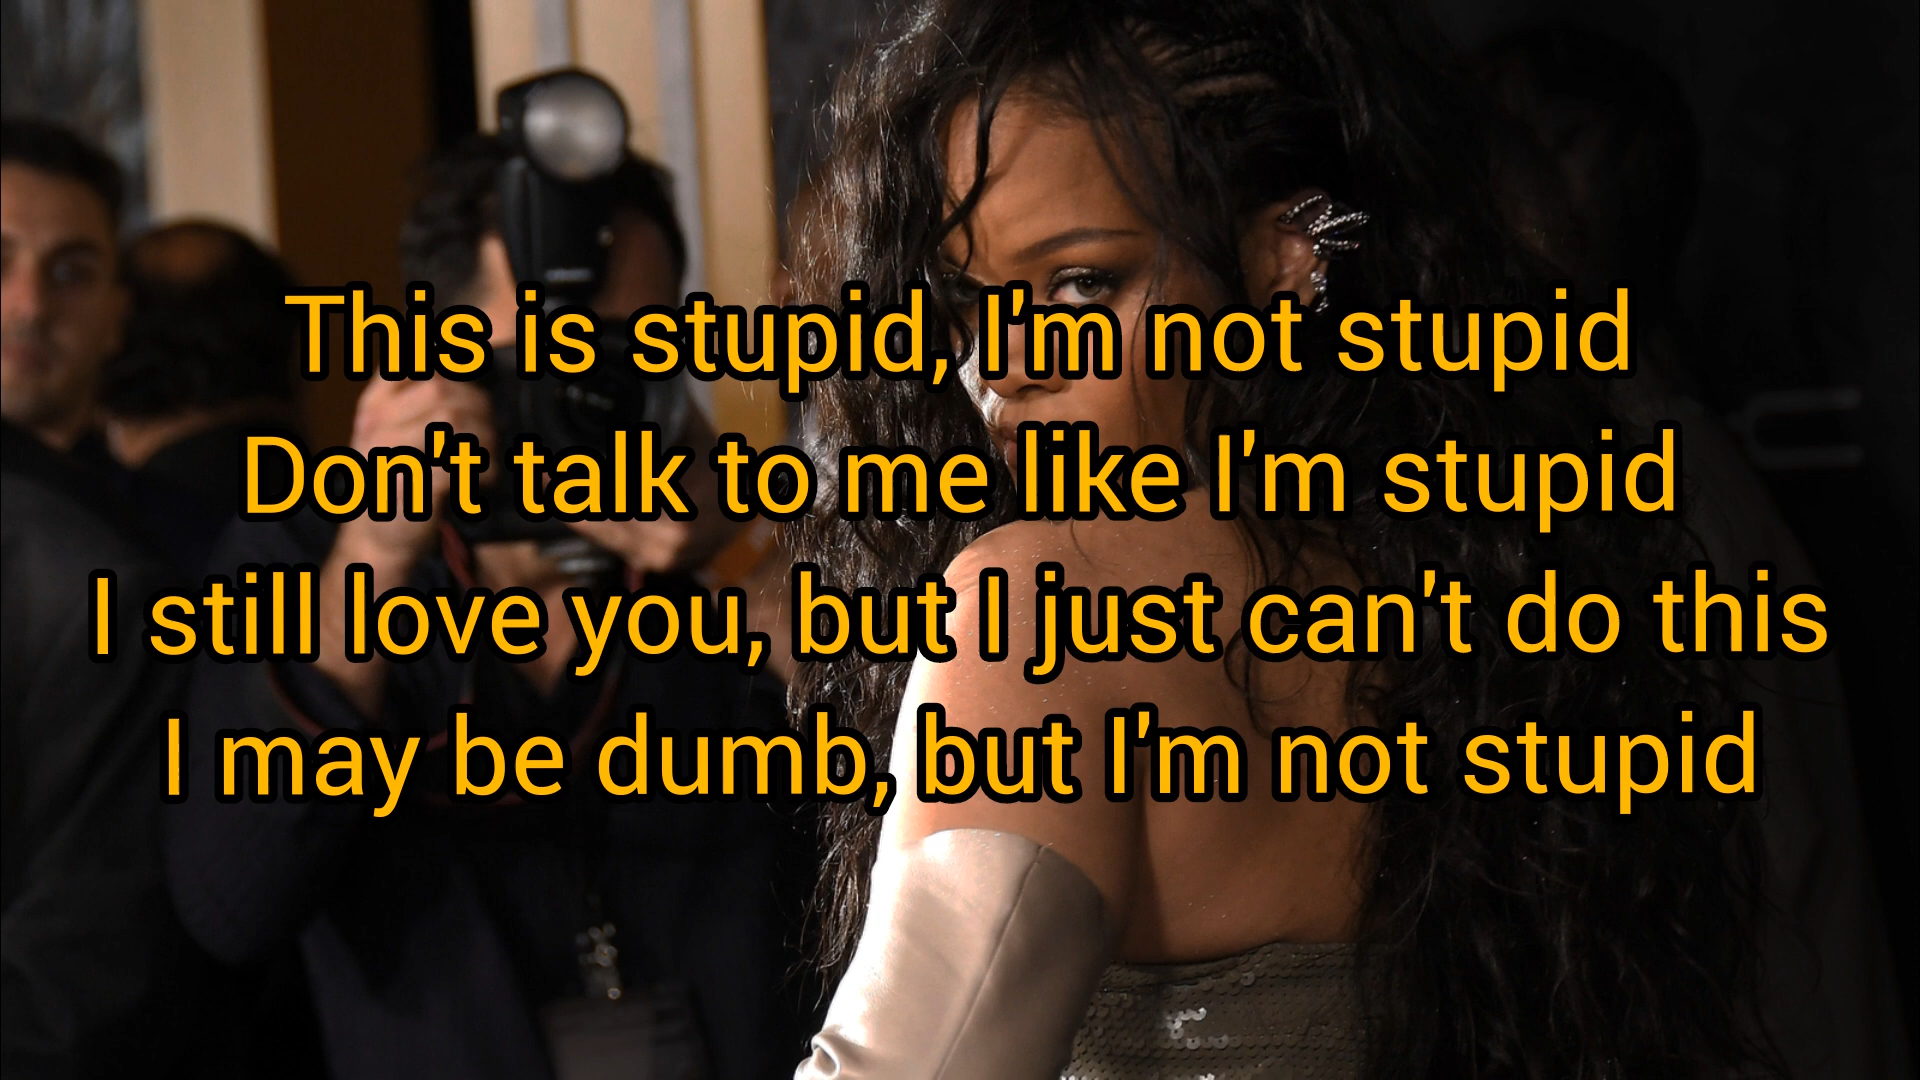 This is stupid, I'm not stupid
Don't talk to me like I'm stupid
I still love you, but I just can't do this
I may be dumb, but I'm not stupid